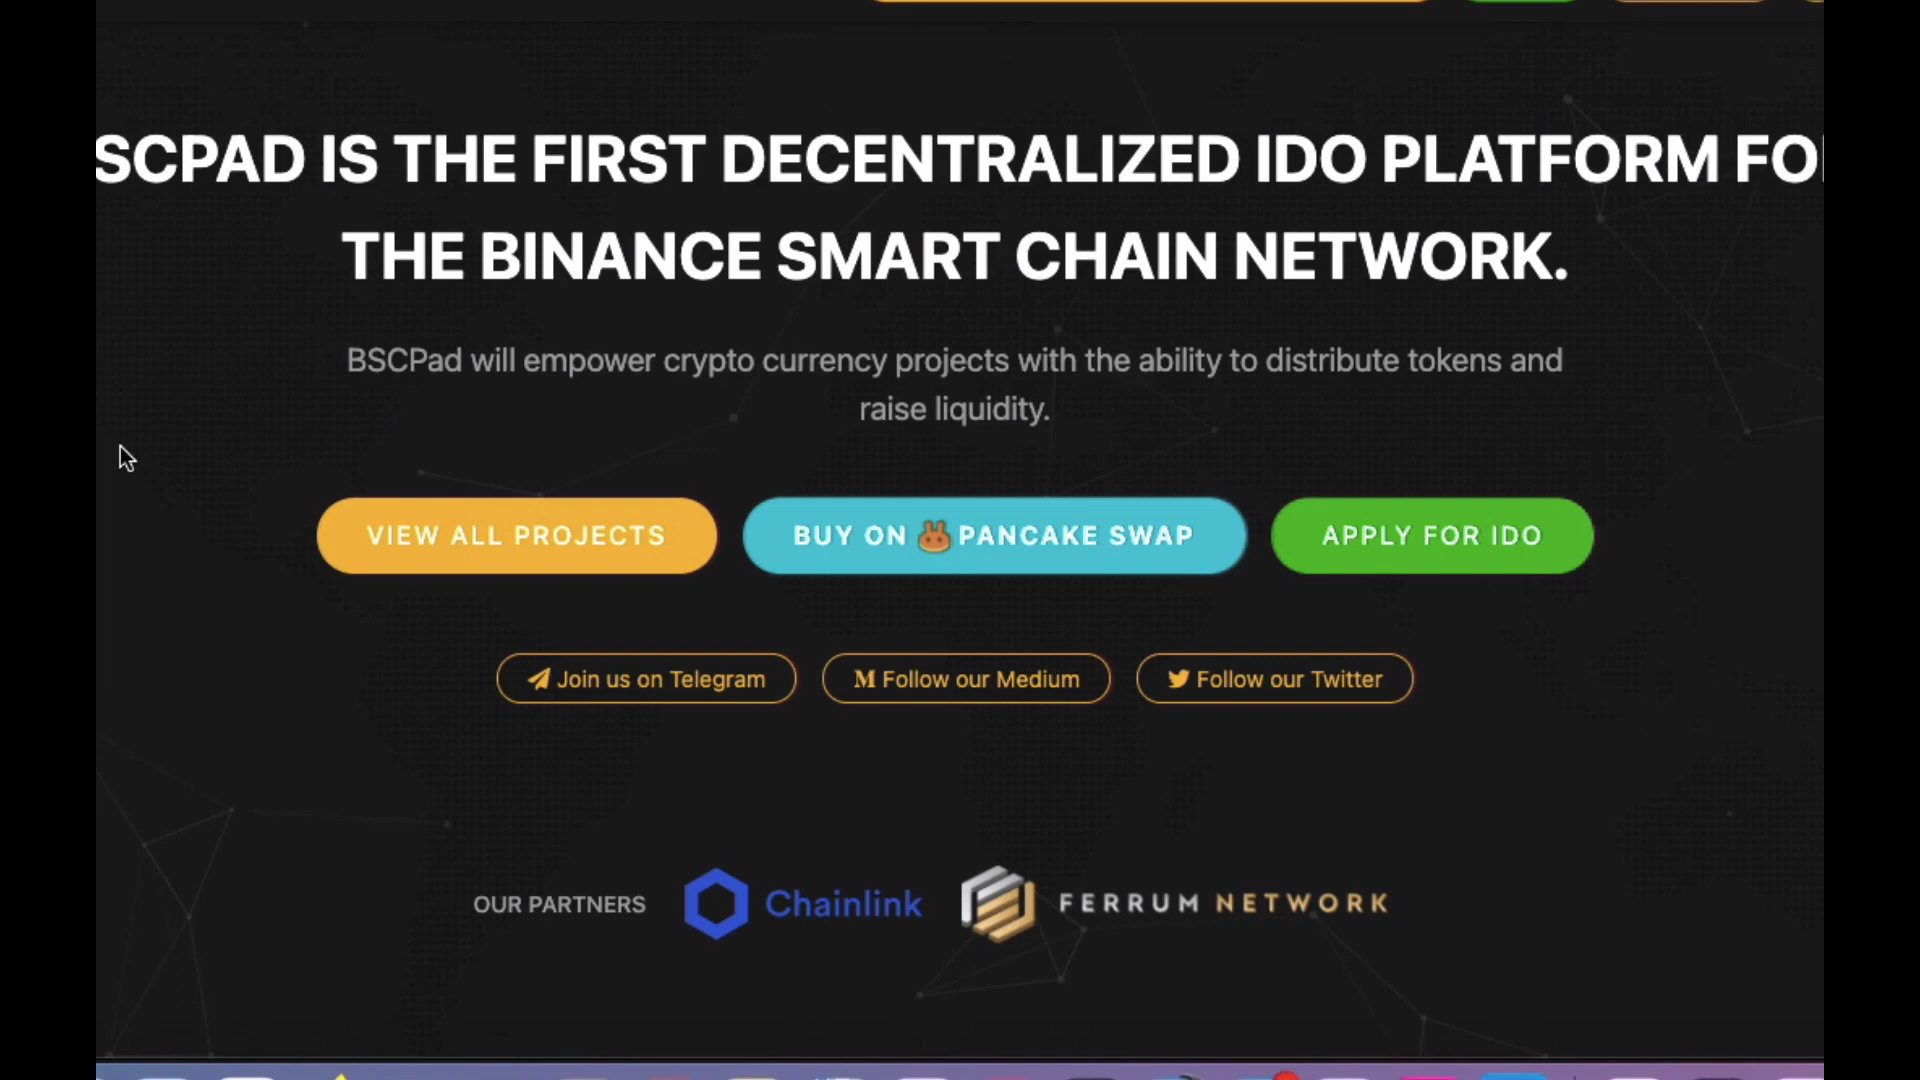 SCPAD IS THE FIRST DECENTRALIZED IDO PLATFORM FO
THE BINANCE SMART CHAIN NETWORK.
BSCPad will empower crypto currency projects with the ability to distribute tokens and
raise liquidity.
VIEW ALL PROJECTS
BUY ON PANCAKE SWAP
APPLY FOR IDO
Join us on Telegram
M Follow our Medium
Follow our Twitter
OUR PARTNERS
Chainlink
FERRUM NETWORK